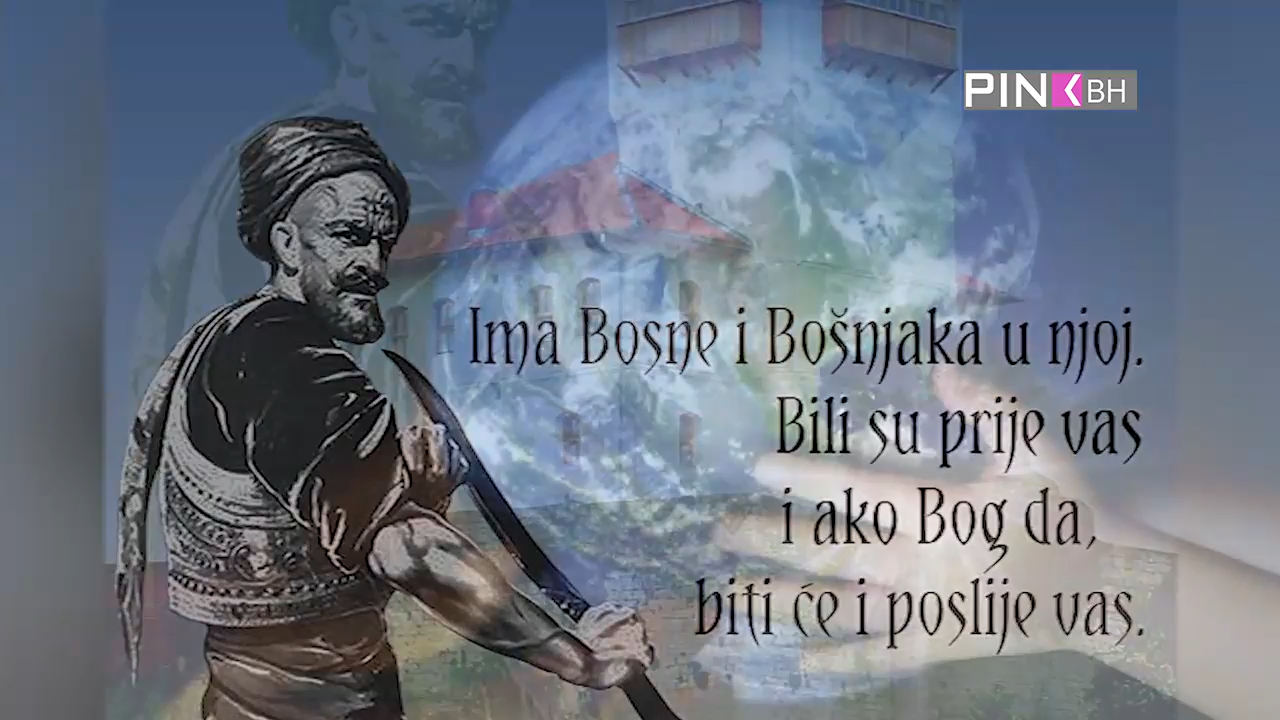 PINK BH
Ima Bosne i Bošnjaka u njoj.
Bili su prije vas
i ako Bog da,
biti će i poslije vas.